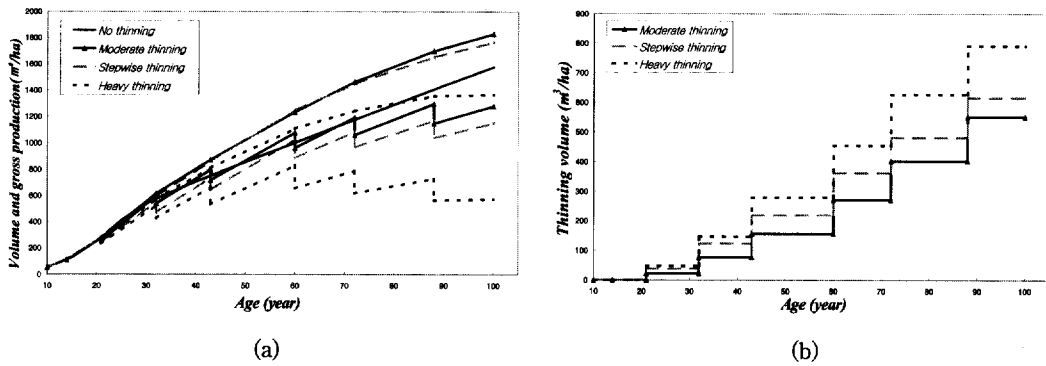 2000
1800
1600
1400
1200
1000
800
600
400
200
0
Volume and gross production(m³/ha)
No thinning
Moderate thinning
Stepwise thinning
Heavy thinning
10 20 30 40 50 60 70 80 90 100
Age (year)
(a)
900
800
700
600
500
400
300
200
100
0
Thinning volume (m³/ha)
Moderate thinning
Stepwise thinning
Heavy thinning
10 20 30 40 50 60 70 80 90 100
Age (year)
(b)